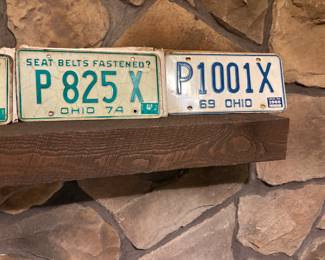 SEAT BELTS FASTENED?
P 825 X
OHIO 74
P1001X
69 OHIO